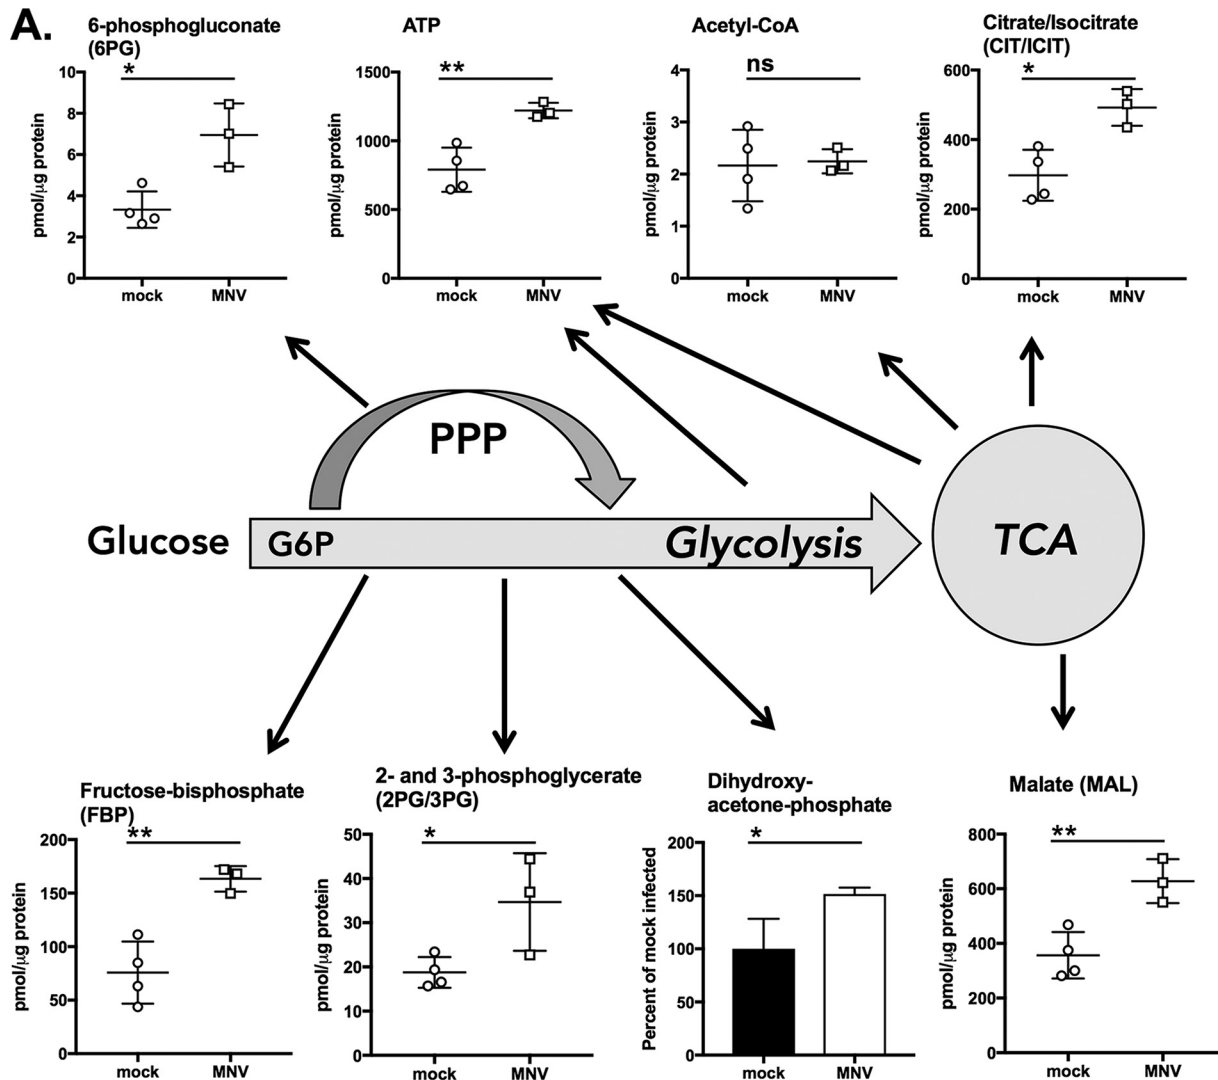 A.
6-phosphogluconate
(6PG)
*
10
8
6
4
2
0
pmol/µg protein
mock
MNV
ATP
**
1500
1000
500
0
pmol/µg protein
mock
MNV
Acetyl-CoA
ns
4
3
2
1
0
pmol/µg protein
mock
MNV
Citrate/Isocitrate
(CIT/ICIT)
*
600
400
200
0
pmol/µg protein
mock
MNV
PPP
Glucose
G6P
Glycolysis
TCA
Fructose-bisphosphate
(FBP)
**
200
150
100
50
0
pmol/µg protein
mock
MNV
2- and 3-phosphoglycerate
(2PG/3PG)
*
50
40
30
20
10
0
pmol/µg protein
mock
MNV
Dihydroxy-
acetone-phosphate
*
200
150
100
50
0
Percent of mock infected
mock
MNV
Malate (MAL)
**
800
600
400
200
0
pmol/µg protein
mock
MNV